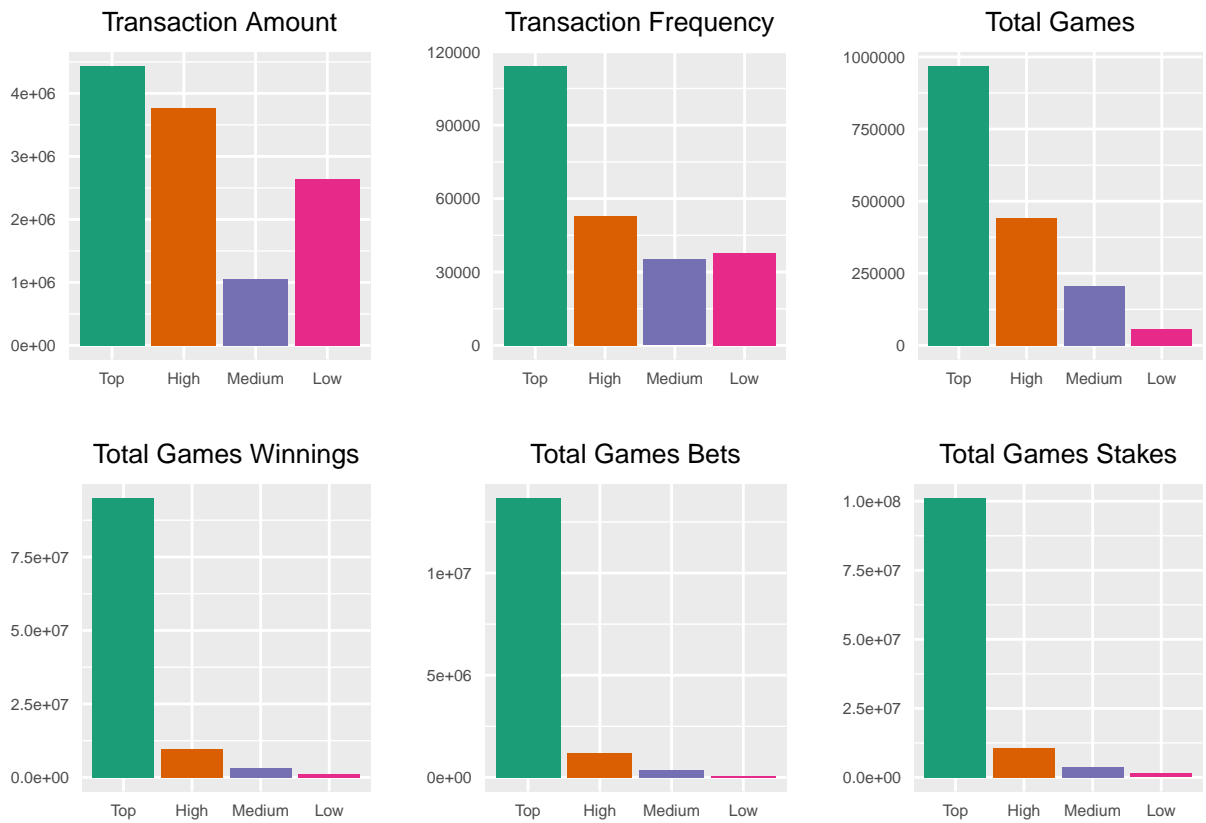 Transaction Amount
4e+06
3e+06
2e+06
1e+06
0e+00
Top High Medium Low
Transaction Frequency
120000
90000
60000
30000
0
Top High Medium Low
Total Games
1000000
750000
500000
250000
0
Top High Medium Low
Total Games Winnings
7.5e+07
5.0e+07
2.5e+07
0.0e+00
Top High Medium Low
Total Games Bets
1e+07
5e+06
0e+00
Top High Medium Low
Total Games Stakes
1.0e+08
7.5e+07
5.0e+07
2.5e+07
0.0e+00
Top High Medium Low